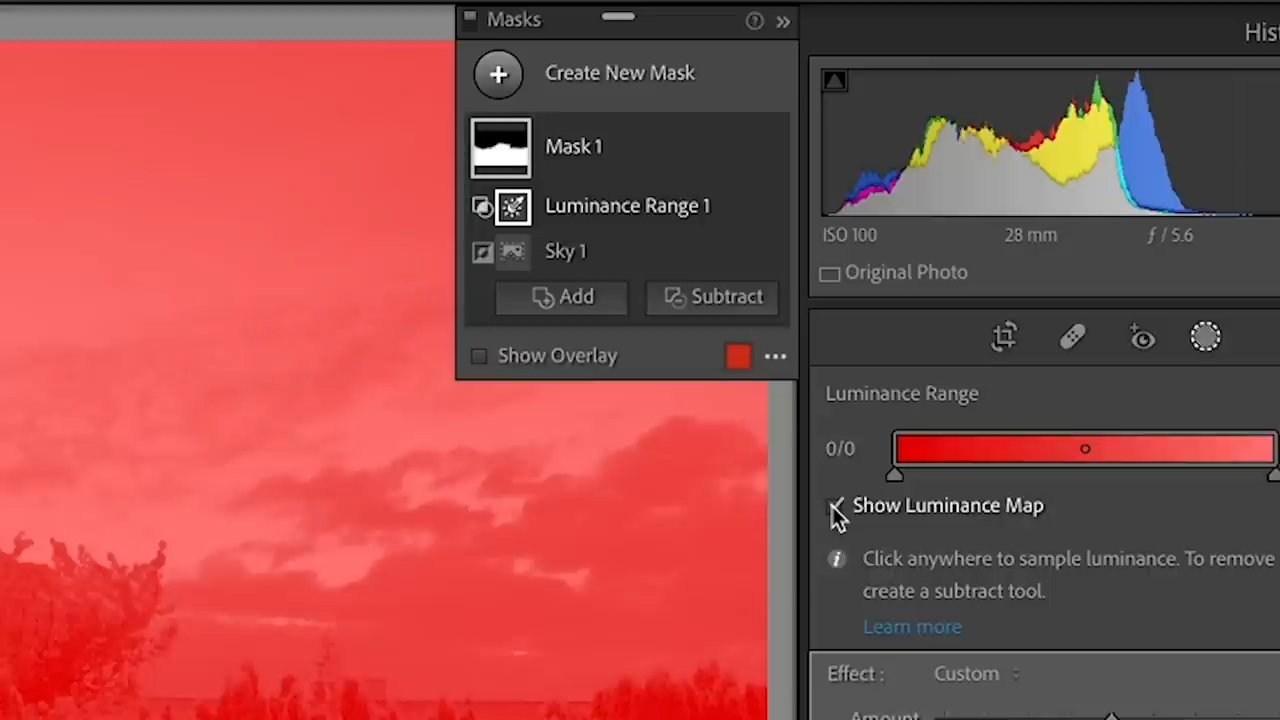 Masks
Create New Mask
Mask 1
Luminance Range 1
Sky 1
Add Subtract
Show Overlay
ISO 100 28 mm ƒ / 5.6
Original Photo
Luminance Range
0/0
Show Luminance Map
Click anywhere to sample luminance. To remove
create a subtract tool.
Learn more
Effect : Custom
Amount